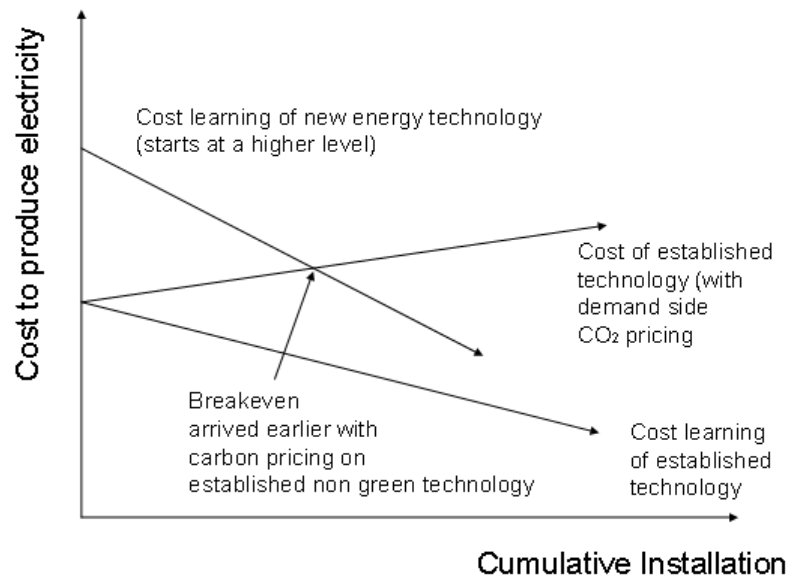 Cost to produce electricity
Cost learning of new energy technology
(starts at a higher level)
Cost of established
technology (with
demand side
CO₂ pricing
Breakeven
arrived earlier with
carbon pricing on
established non green technology
Cost learning
of established
technology
Cumulative Installation